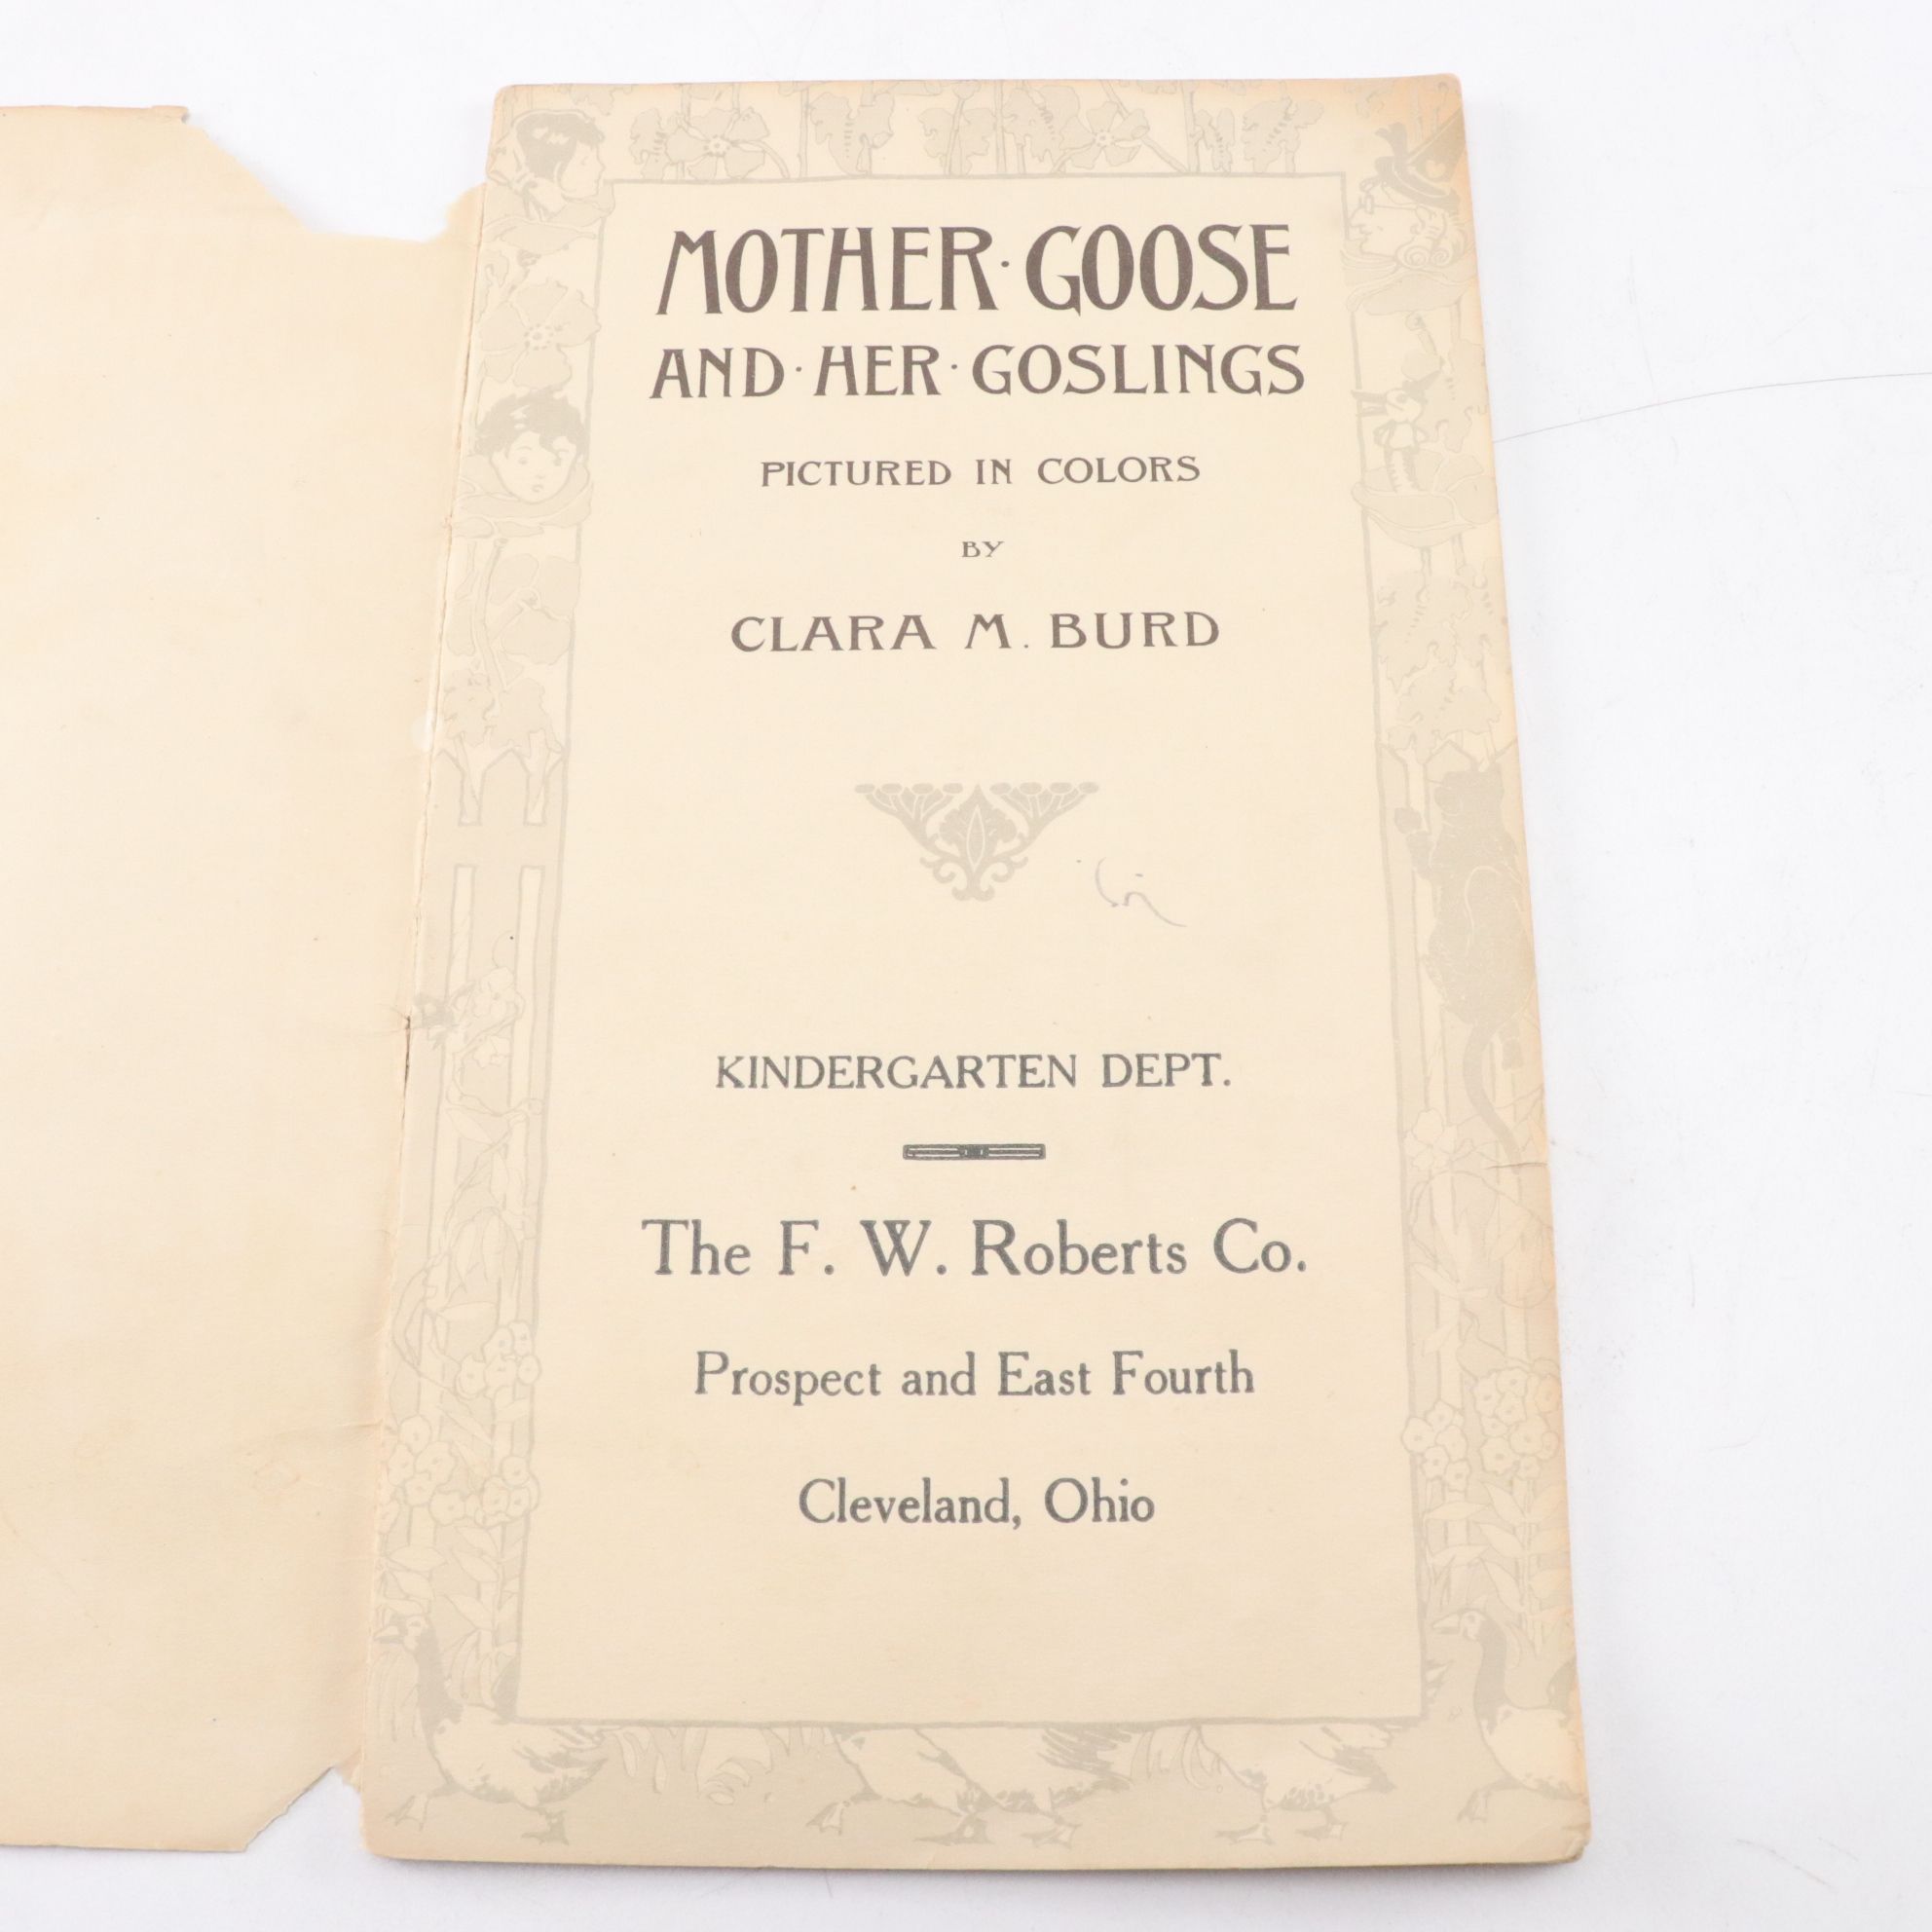 MOTHER·GOOSE
AND·HER·GOSLINGS
PICTURED IN COLORS
BY
CLARA M. BURD
KINDERGARTEN DEPT.
The F. W. Roberts Co.
Prospect and East Fourth
Cleveland, Ohio